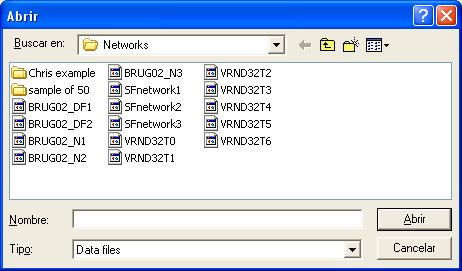 Abrir
Buscar en: Networks
Chris example
sample of 50
BRUG02_DF1
BRUG02_DF2
BRUG02_N1
BRUG02_N2
BRUG02_N3
SFnetwork1
SFnetwork2
SFnetwork3
VRND32T0
VRND32T1
VRND32T2
VRND32T3
VRND32T4
VRND32T5
VRND32T6
Nombre: Abrir
Tipo: Data files Cancelar